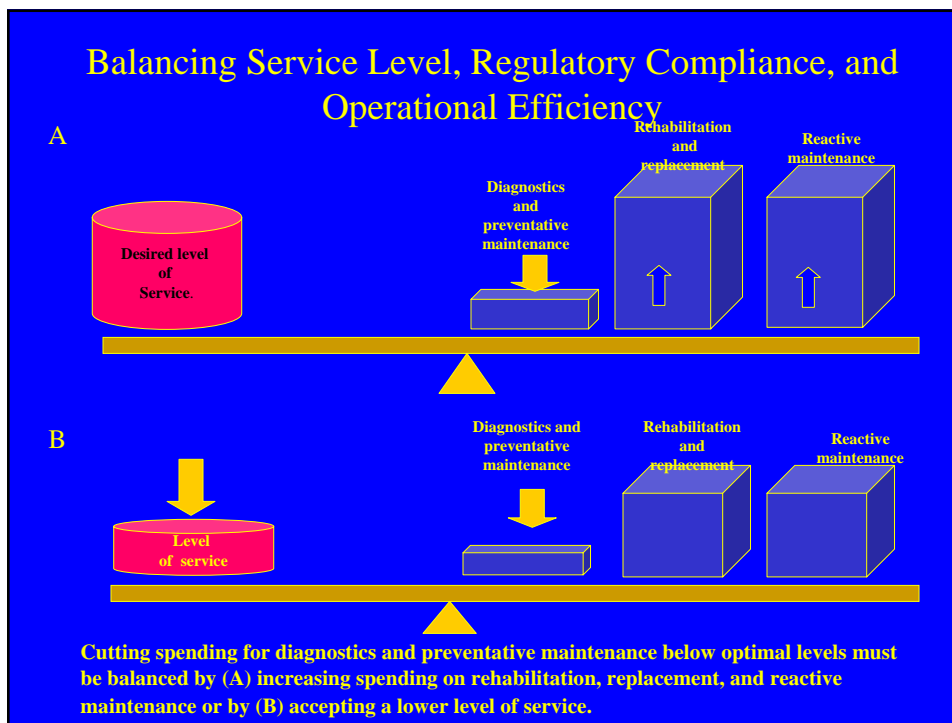 Balancing Service Level, Regulatory Compliance, and
Operational Efficiency
A
Desired level
of
Service.
Diagnostics
and
preventative
maintenance
Rehabilitation
and
replacement
Reactive
maintenance
B
Level
of service
Diagnostics and
preventative
maintenance
Rehabilitation
and
replacement
Reactive
maintenance
Cutting spending for diagnostics and preventative maintenance below optimal levels must
be balanced by (A) increasing spending on rehabilitation, replacement, and reactive
maintenance or by (B) accepting a lower level of service.